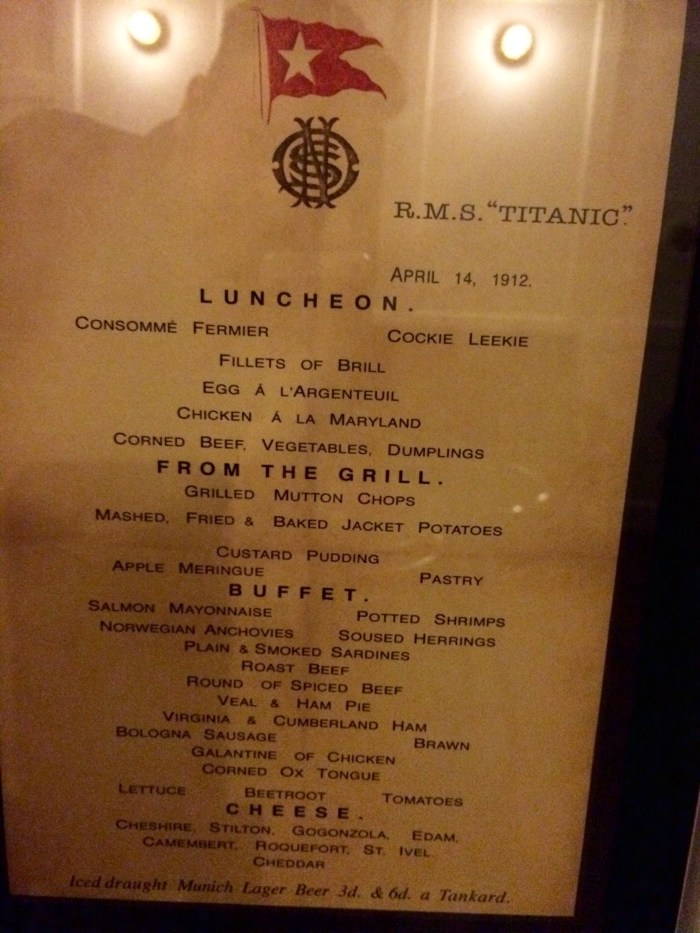 R.M.S. "TITANIC."
APRIL 14, 1912.
LUNCHEON.
CONSOMMÉ FERMIER COCKIE LEEKIE
FILLETS OF BRILL
EGG Á L'ARGENTEUIL
CHICKEN Á LA MARYLAND
CORNED BEEF, VEGETABLES, DUMPLINGS
FROM THE GRILL.
GRILLED MUTTON CHOPS
MASHED, FRIED & BAKED JACKET POTATOES
CUSTARD PUDDING
APPLE MERINGUE PASTRY
BUFFET.
SALMON MAYONNAISE POTTED SHRIMPS
NORWEGIAN ANCHOVIES SOUSED HERRINGS
PLAIN & SMOKED SARDINES
ROAST BEEF
ROUND OF SPICED BEEF
VEAL & HAM PIE
VIRGINIA & CUMBERLAND HAM
BOLOGNA SAUSAGE BRAWN
GALANTINE OF CHICKEN
CORNED OX TONGUE
LETTUCE BEETROOT TOMATOES
CHEESE.
CHESHIRE, STILTON, GOGONZOLA, EDAM,
CAMEMBERT, ROQUEFORT, ST. IVEL
CHEDDAR
Iced draught Munich Lager Beer 3d. & 6d. a Tankard.